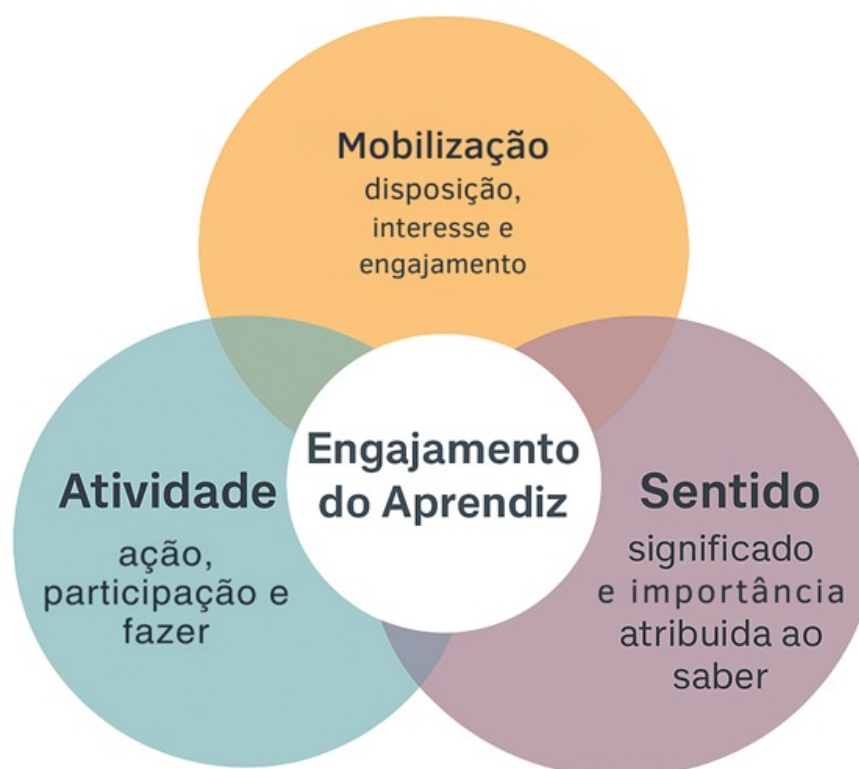 Mobilização
disposição,
interesse e
engajamento
Engajamento
do Aprendiz
Atividade
ação,
participação e
fazer
Sentido
significado
e importância
atribuida ao
saber